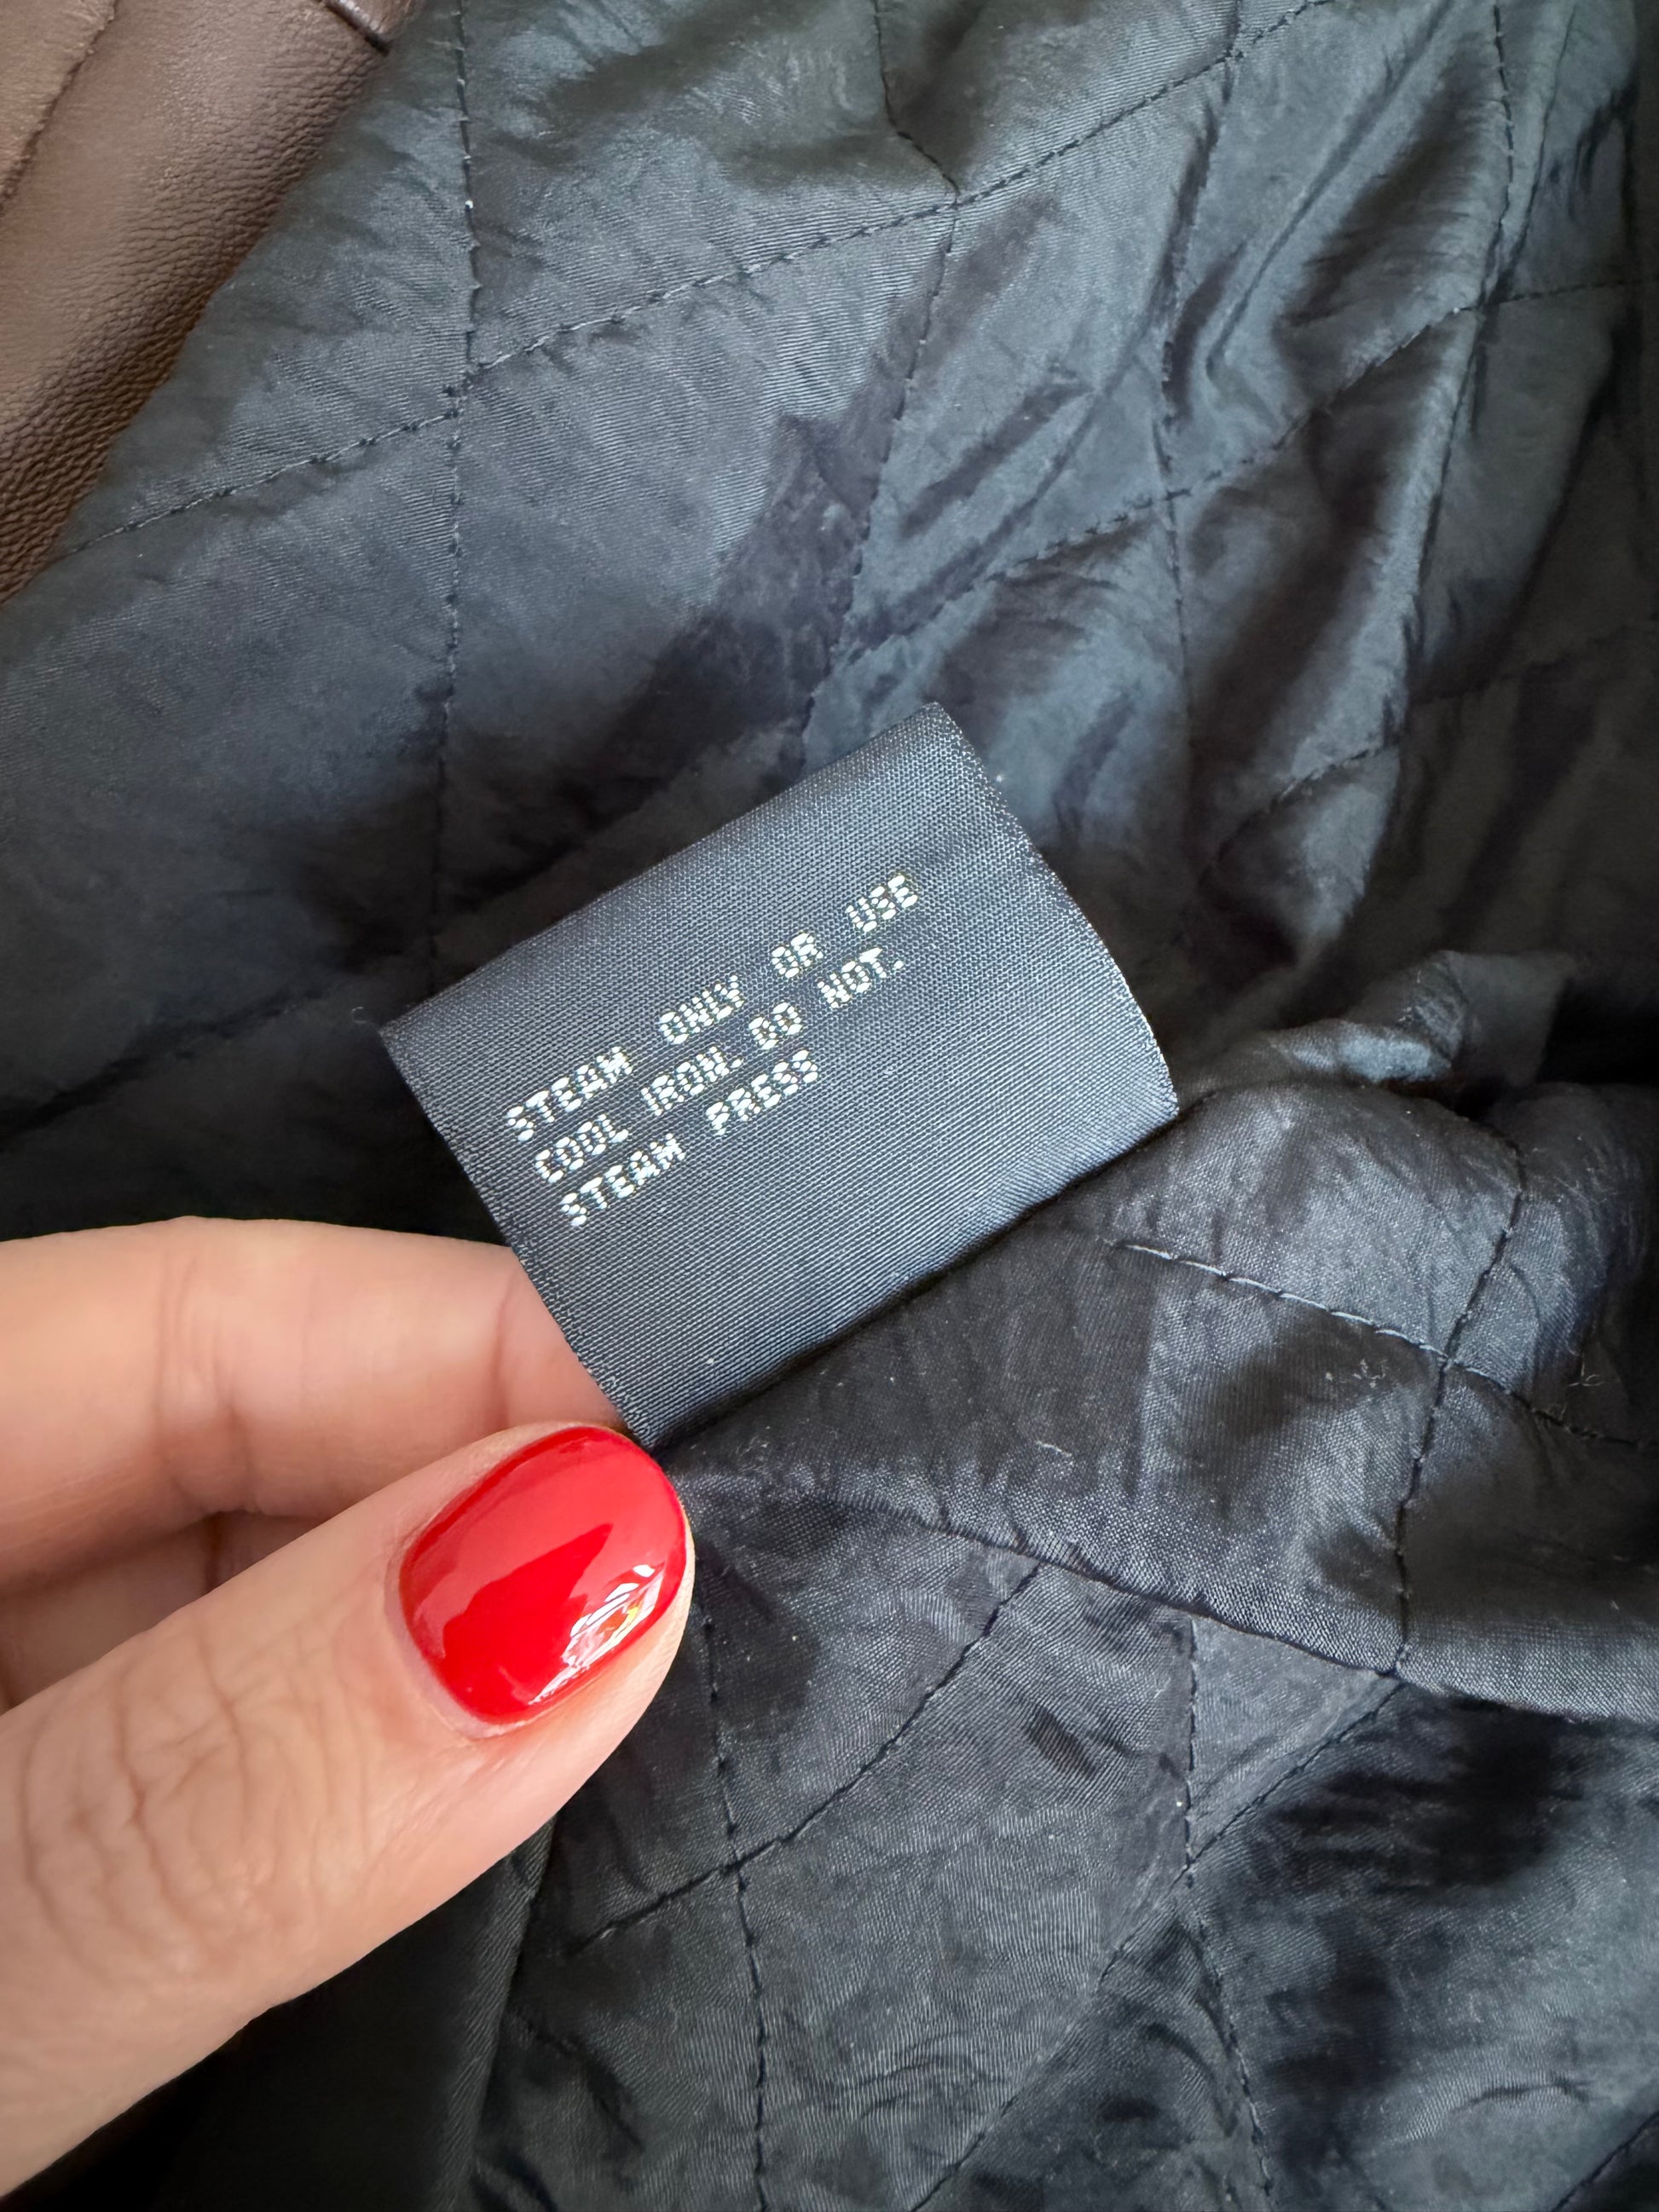 STEAM ONLY OR USE
COOL IRON. DO NOT.
STEAM PRESS